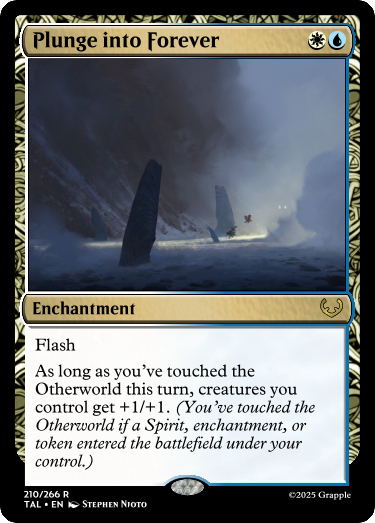 Plunge into Forever
Enchantment
Flash
As long as you've touched the
Otherworld this turn, creatures you
control get +1/+1. (You've touched the
Otherworld if a Spirit, enchantment, or
token entered the battlefield under your
control.)
210/266 R
TAL • EN Stephen Nioto
©2025 Grapple